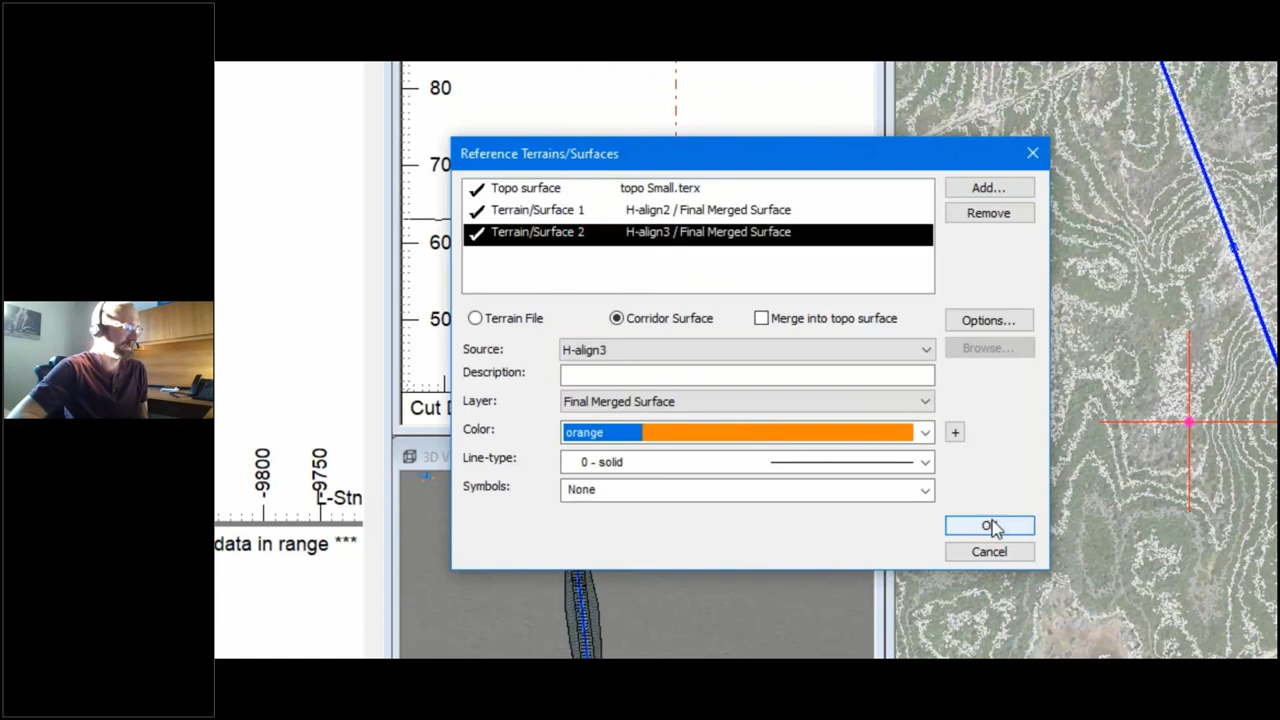 80
70
60
50
Cut D
3D V
-9800
-9750
L-Stn
data in range ***
Reference Terrains/Surfaces
Topo surface topo Small.terx
Terrain/Surface 1 H-align2 / Final Merged Surface
Terrain/Surface 2 H-align3 / Final Merged Surface
Add...
Remove
Terrain File
Corridor Surface
Merge into topo surface
Options...
Source: H-align3
Browse...
Description:
Layer: Final Merged Surface
Color: orange
+
Line-type: 0 - solid
Symbols: None
OK
Cancel